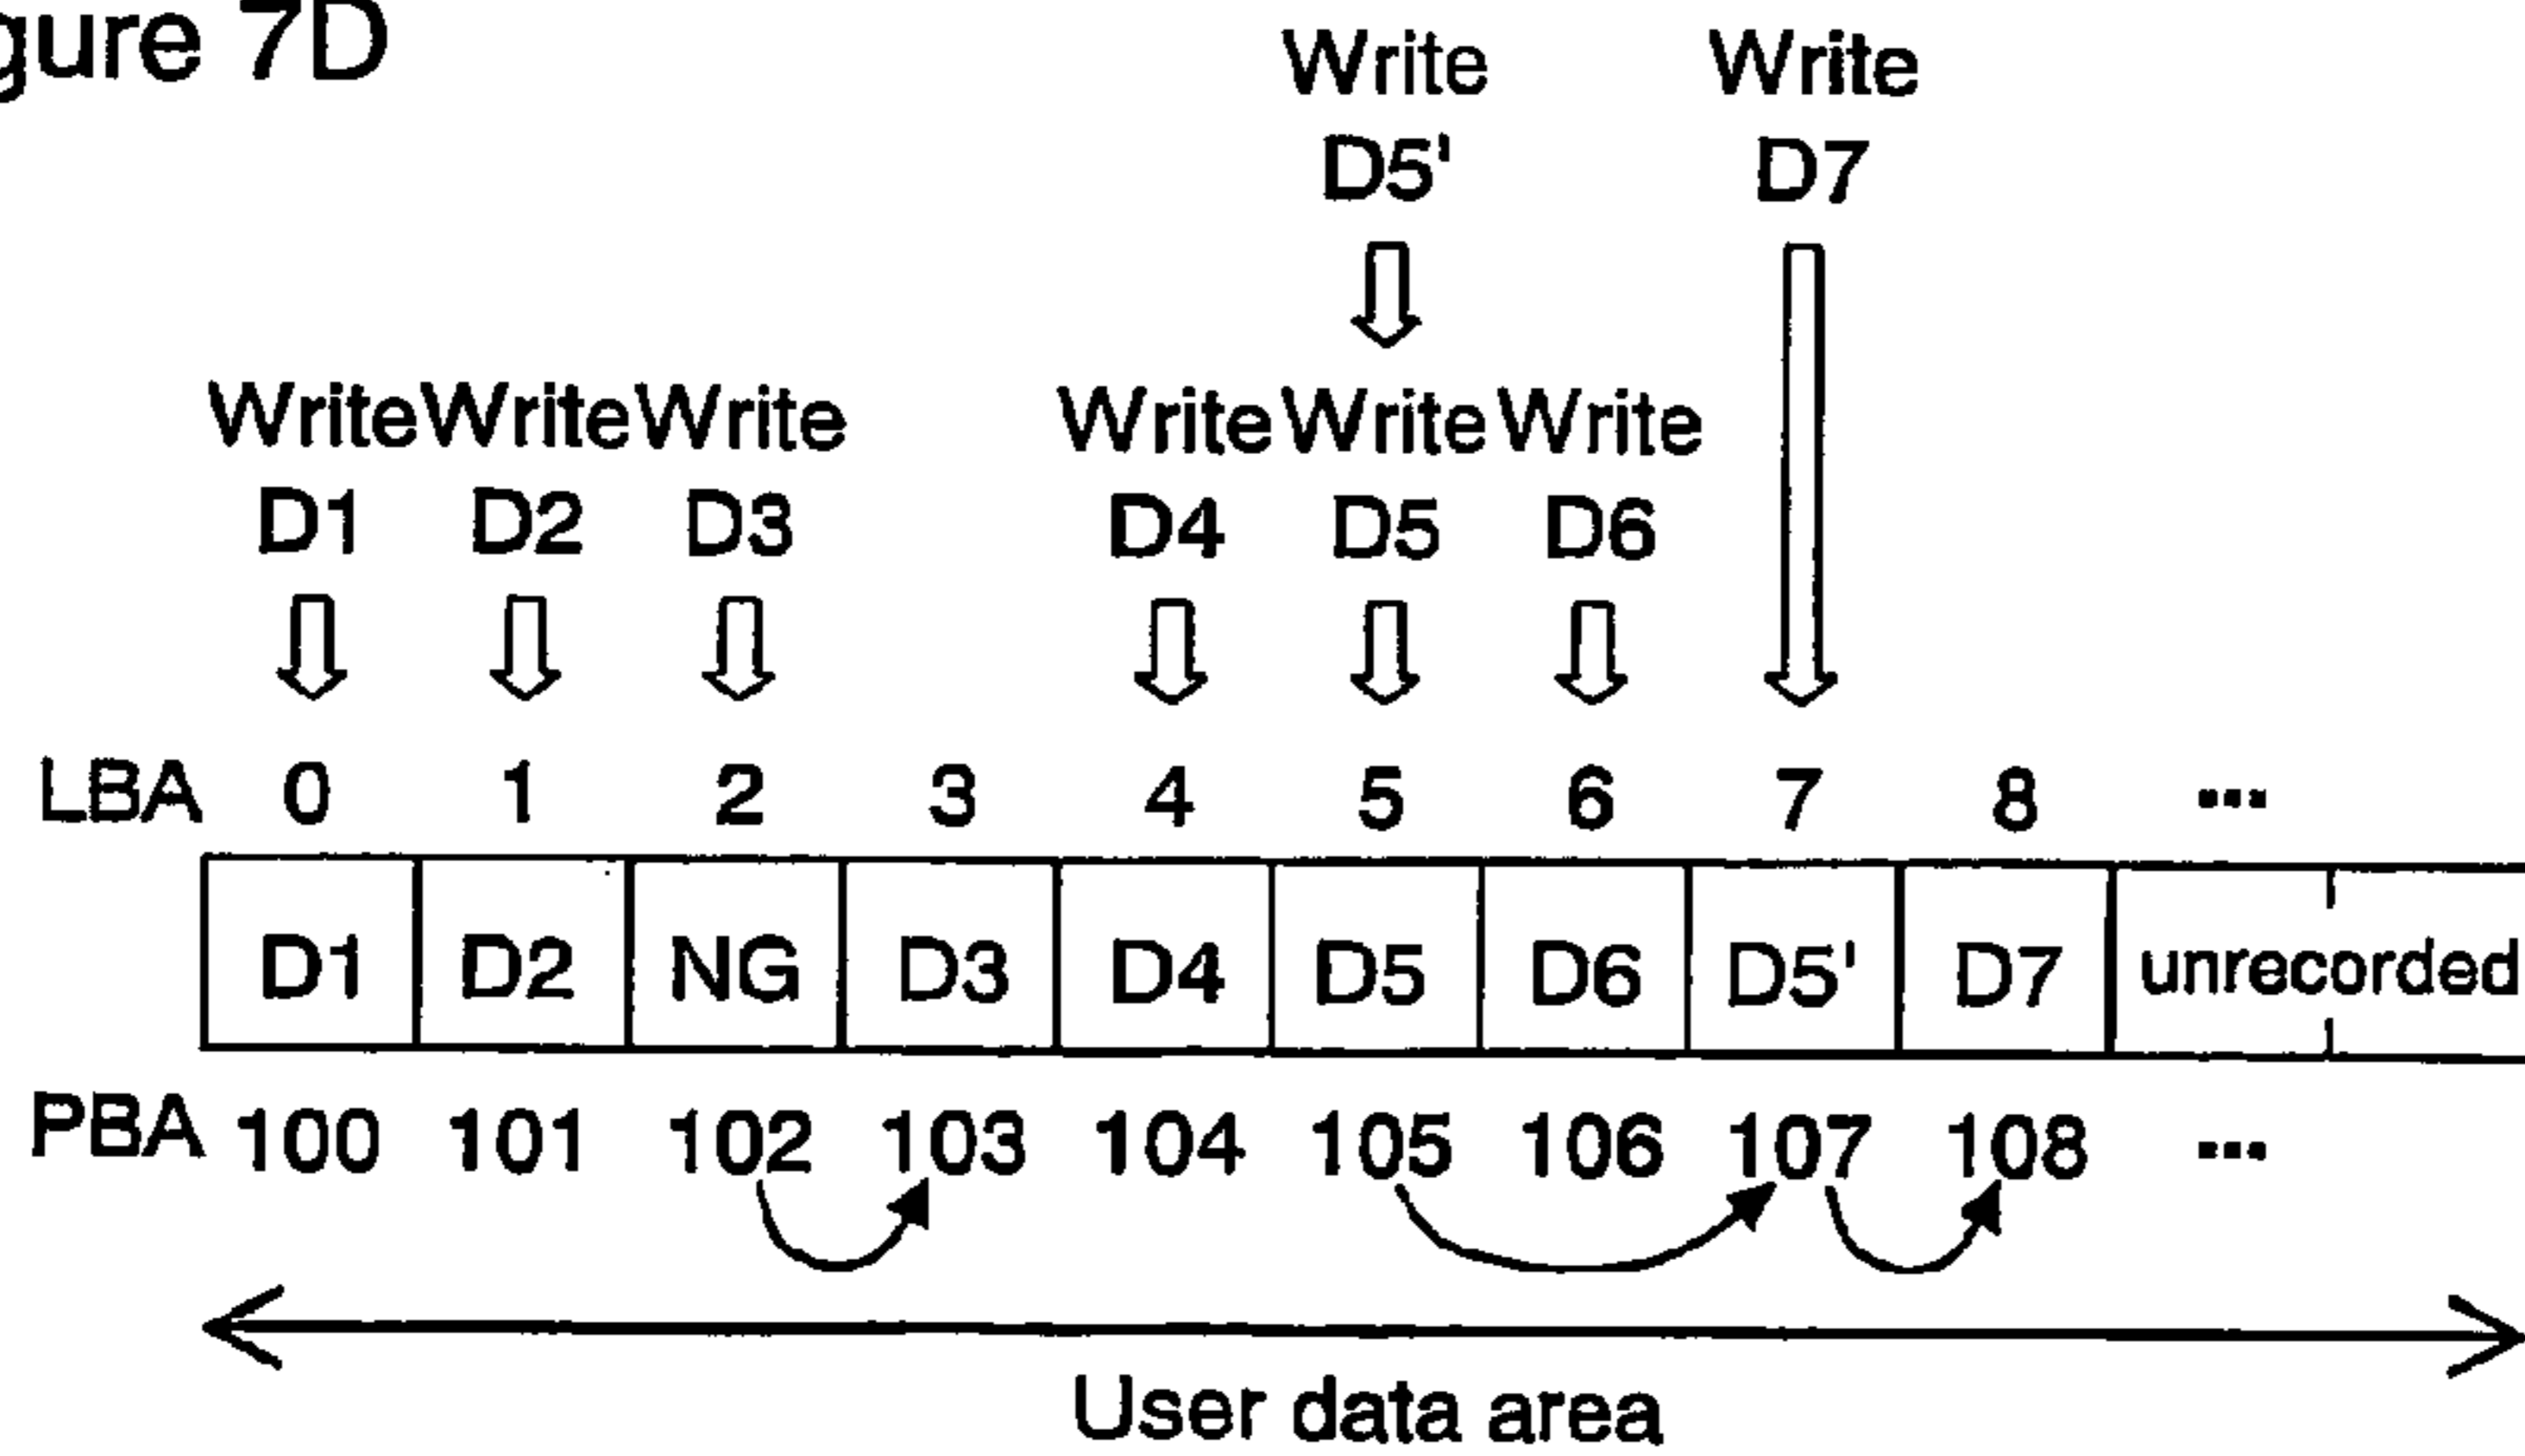 gure 7D
Write Write
D5' D7
Write Write Write Write Write Write
D1 D2 D3 D4 D5 D6
LBA 0 1 2 3 4 5 6 7 8 ...
D1 D2 NG D3 D4 D5 D6 D5' D7 unrecorded
PBA 100 101 102 103 104 105 106 107 108 ...
User data area